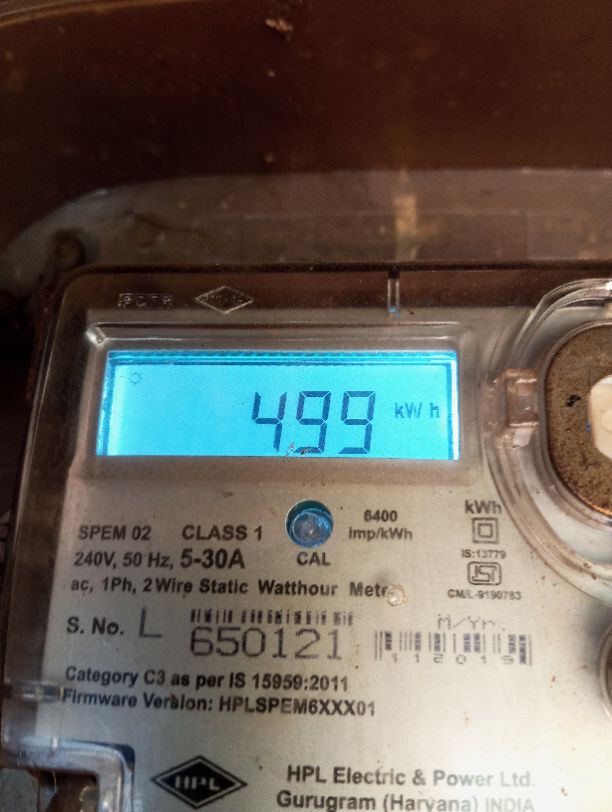 499 kWh
SPEM 02 CLASS 1
6400 imp/kWh
kWh
240V, 50 Hz, 5-30A
CAL
IS:13779
ISI
ac, 1Ph, 2 Wire Static Watthour Meter
CM/L-9190783
S. No. L 650121
M/Yr.
112019
Category C3 as per IS 15959:2011
Firmware Version: HPLSPEM6XXX01
HPL
HPL Electric & Power Ltd.
Gurugram (Haryana) INDIA